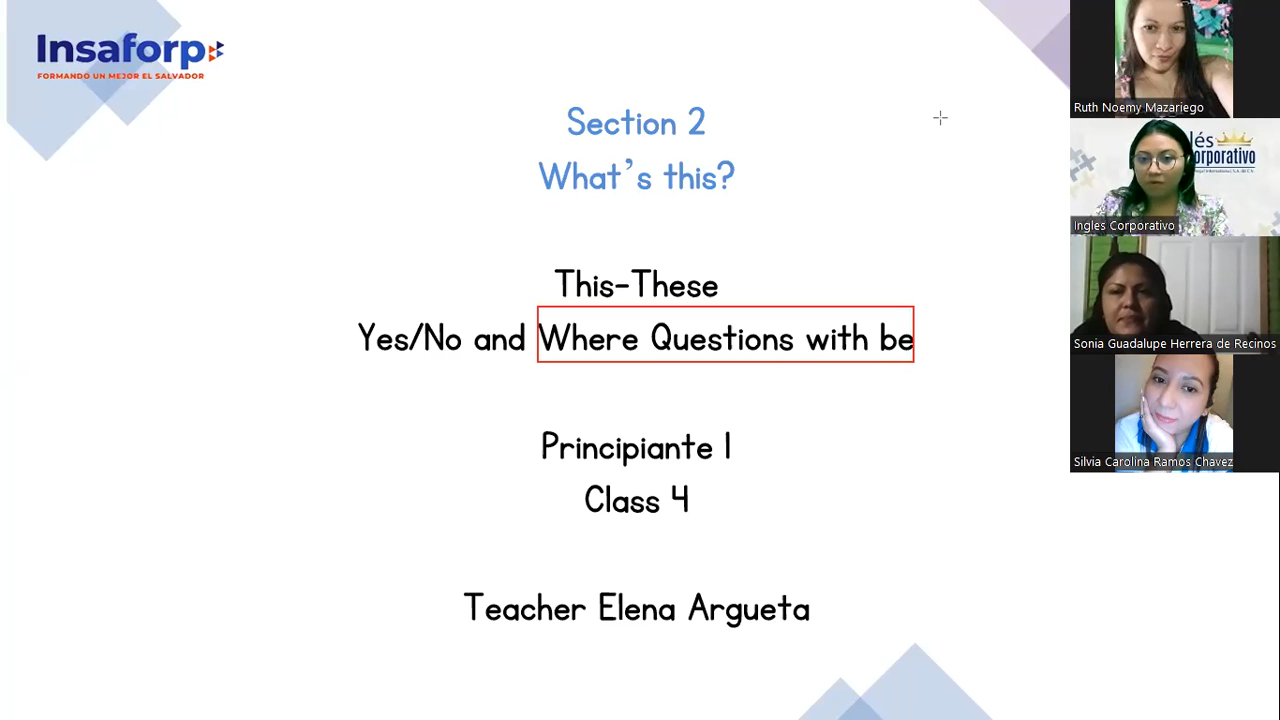 Insaforp
FORMANDO UN MEJOR EL SALVADOR
Section 2
What's this?
This-These
Yes/No and Where Questions with be
Principiante 1
Class 4
Teacher Elena Argueta
Ruth Noemy Mazariego
lés
orporativo
Ingles Corporativo
Sonia Guadalupe Herrera de Recinos
Silvia Carolina Ramos Chavez